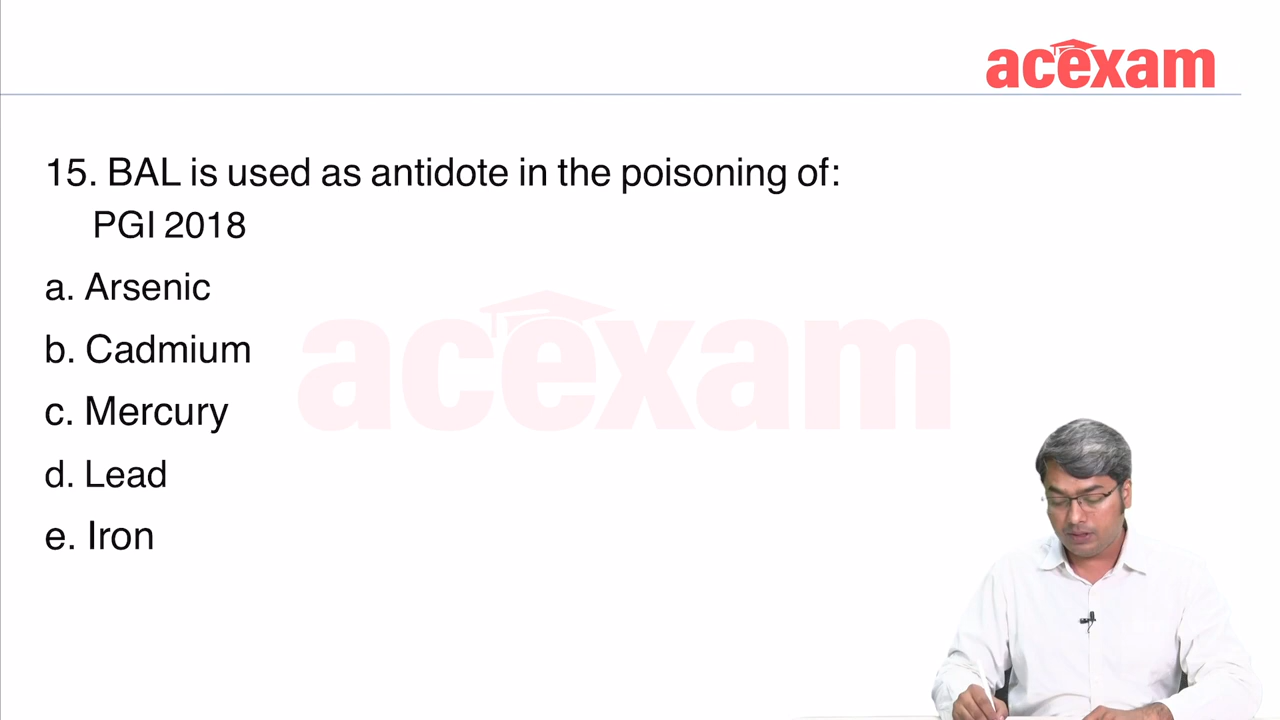 acexam
15. BAL is used as antidote in the poisoning of:
PGI 2018
a. Arsenic
b. Cadmium
c. Mercury
d. Lead
e. Iron
acexam